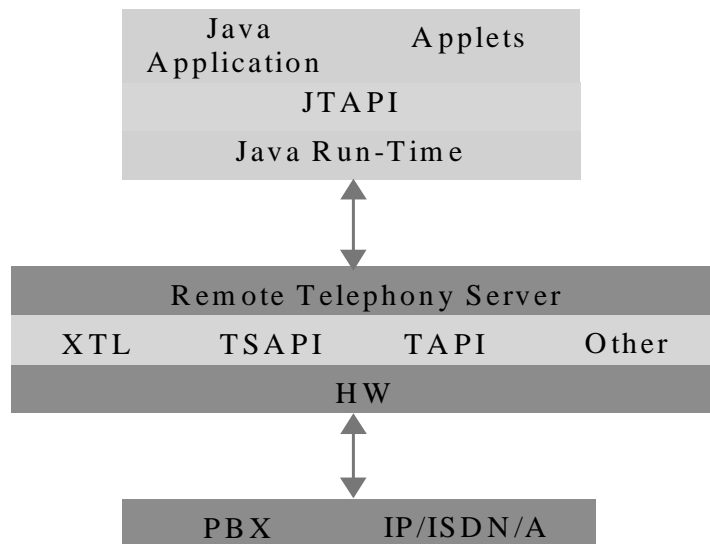 Java Application Applets
JTAPI
Java Run-Time
Remote Telephony Server
XTL TSAPI TAPI Other
HW
PBX IP/ISDN/A